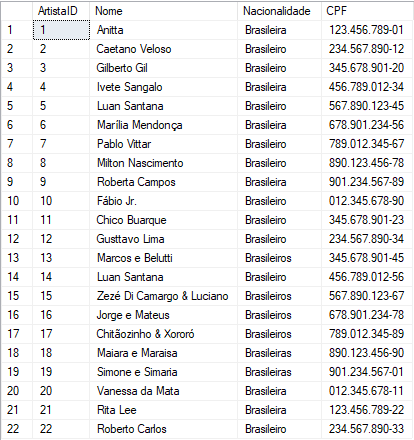 ArtistaID Nome Nacionalidade CPF
1 1 Anitta Brasileira 123.456.789-01
2 2 Caetano Veloso Brasileiro 234.567.890-12
3 3 Gilberto Gil Brasileiro 345.678.901-20
4 4 Ivete Sangalo Brasileira 456.789.012-34
5 5 Luan Santana Brasileiro 567.890.123-45
6 6 Marília Mendonça Brasileiro 678.901.234-56
7 7 Pablo Vittar Brasileiro 789.012.345-67
8 8 Milton Nascimento Brasileiro 890.123.456-78
9 9 Roberta Campos Brasileiro 901.234.567-89
10 10 Fábio Jr. Brasileiro 012.345.678-90
11 11 Chico Buarque Brasileiro 345.678.901-23
12 12 Gusttavo Lima Brasileiro 234.567.890-34
13 13 Marcos e Belutti Brasileiros 345.678.901-45
14 14 Luan Santana Brasileiro 456.789.012-56
15 15 Zezé Di Camargo & Luciano Brasileiros 567.890.123-67
16 16 Jorge e Mateus Brasileiros 678.901.234-78
17 17 Chitãozinho & Xororó Brasileiros 789.012.345-89
18 18 Maiara e Maraisa Brasileiras 890.123.456-90
19 19 Simone e Simaria Brasileiras 901.234.567-01
20 20 Vanessa da Mata Brasileira 012.345.678-11
21 21 Rita Lee Brasileira 123.456.789-22
22 22 Roberto Carlos Brasileiro 234.567.890-33